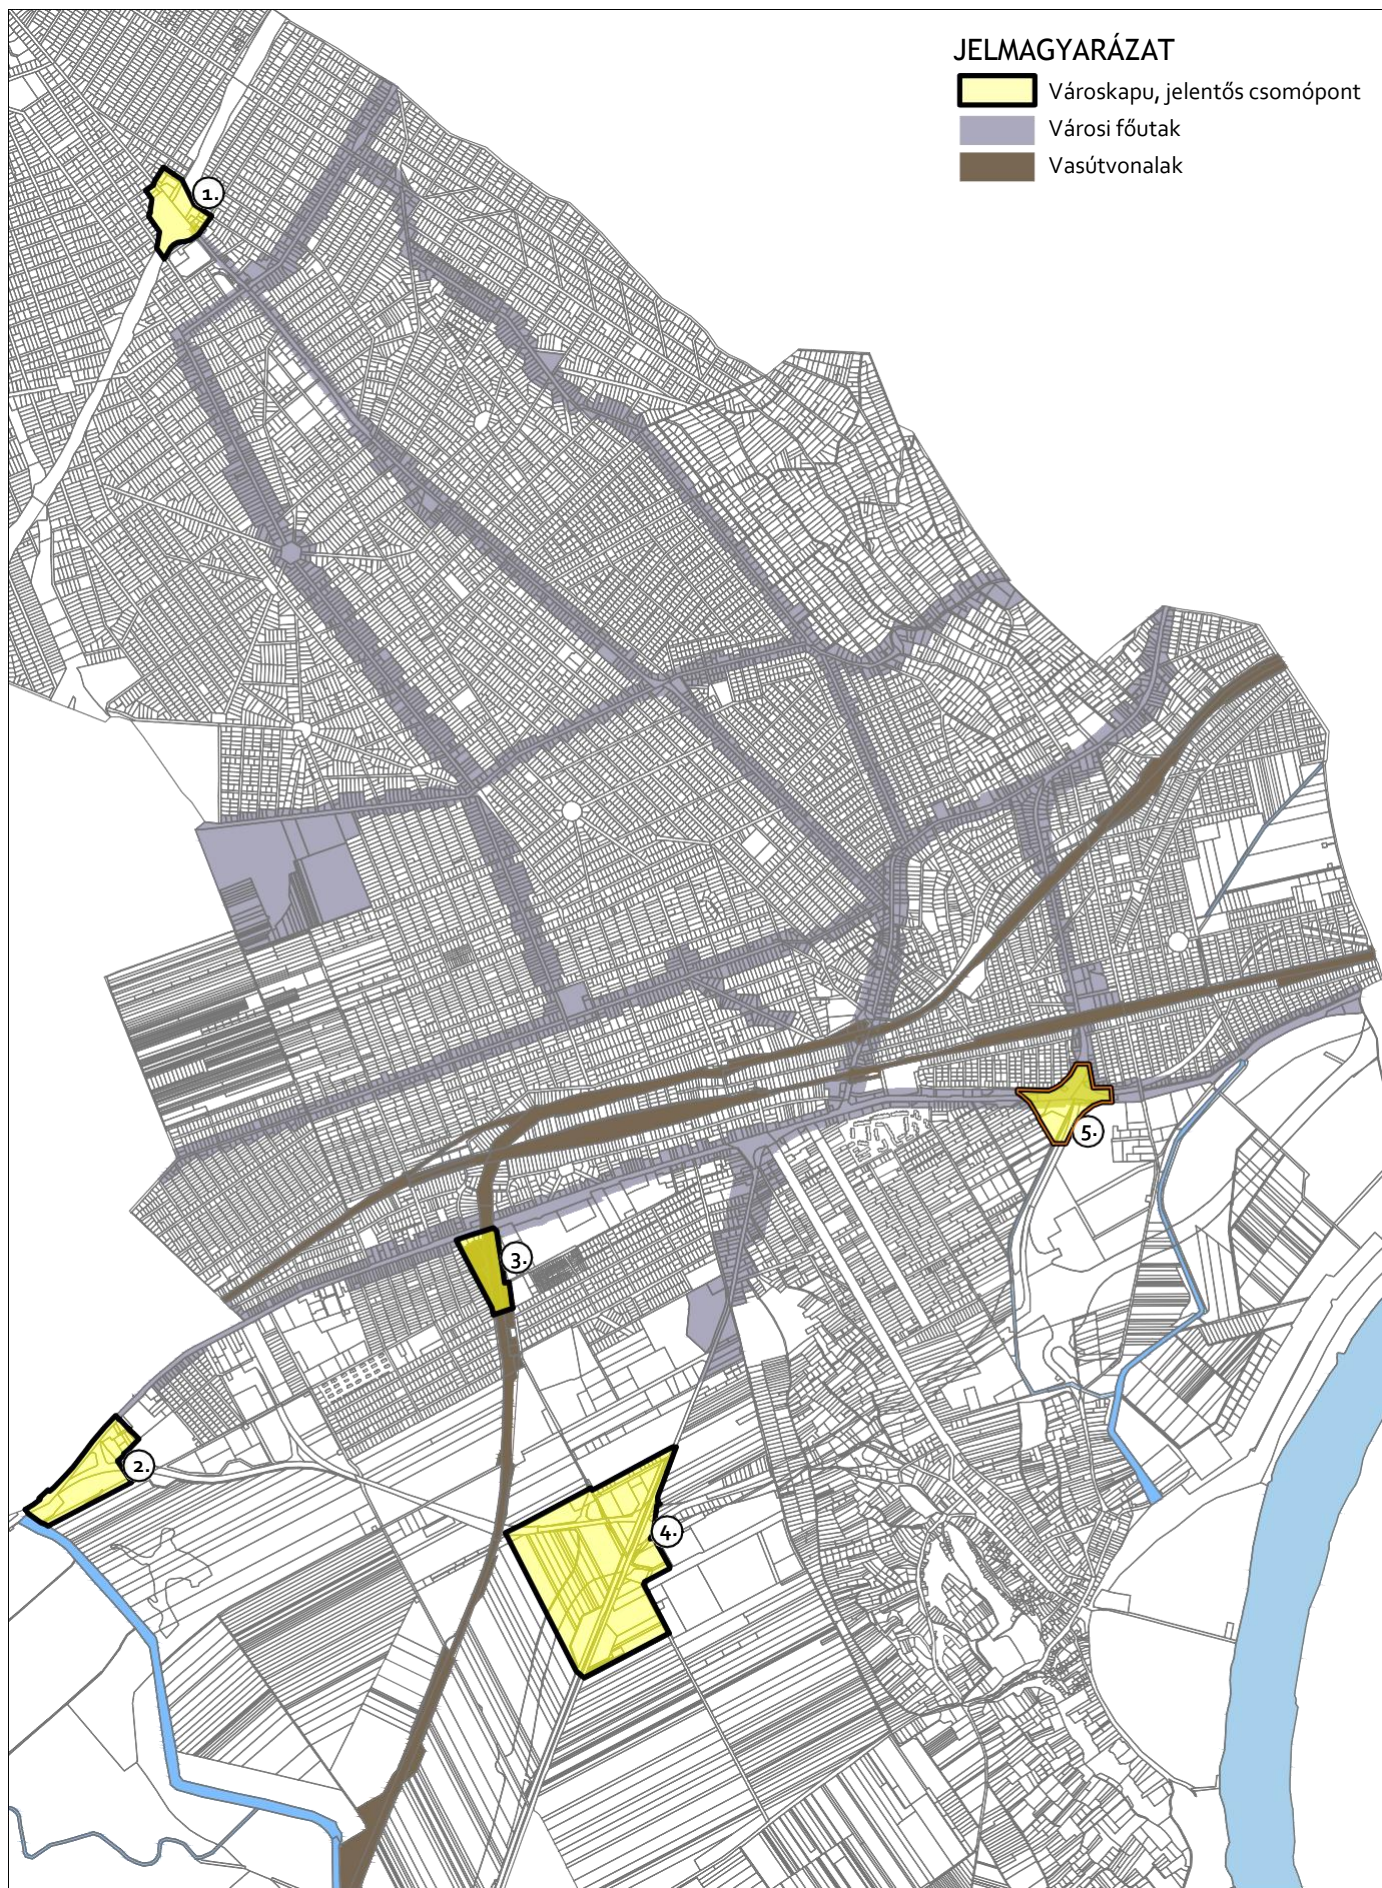 JELMAGYARÁZAT
Városkapu, jelentős csomópont
Városi főutak
Vasútvonalak
1.
5.
3.
2.
4.